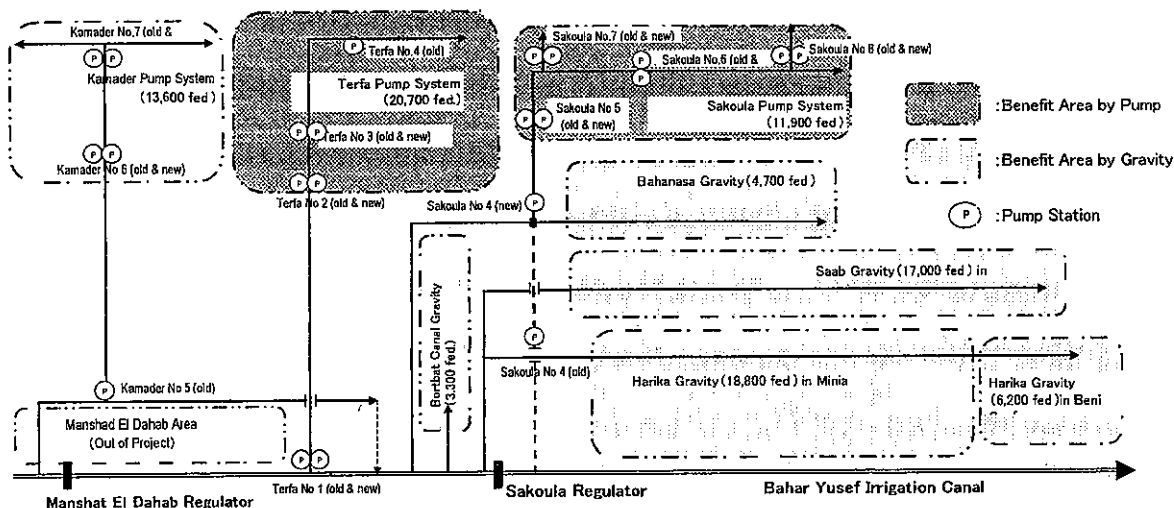 Kamader No.7 (old &
P P
Kamader Pump System
(13,600 fed)
P P
Kamader No 6 (old & new)
P
Kamader No 5 (old)
Manshad El Dahab Area
(Out of Project)
Manshat El Dahab Regulator
P
Terfa No.4 (old)
Terfa Pump System
(20,700 fed.)
P P
Terfa No 3 (old & new)
P P
Terfa No 2 (old & new)
P P
Terfa No 1 (old & new)
Sakoula No.7 (old & new)
P P
P
P
Sakoula No.6 (old &
P P
Sakoula No 8 (old & new)
P P
Sakoula No 5
(old & new)
Sakoula Pump System
(11,900 fed)
Sakoula No 4 (new)
P
Bahanasa Gravity (4,700 fed)
Saab Gravity (17,000 fed) in
P
Sakoula No 4 (old)
Bortbat Canal Gravity
(3,300 fed.)
Harika Gravity (18,800 fed) in Minia
Harika Gravity
(6,200 fed) in Beni
Sakoula Regulator
Bahar Yusef Irrigation Canal
:Benefit Area by Pump
:Benefit Area by Gravity
P :Pump Station